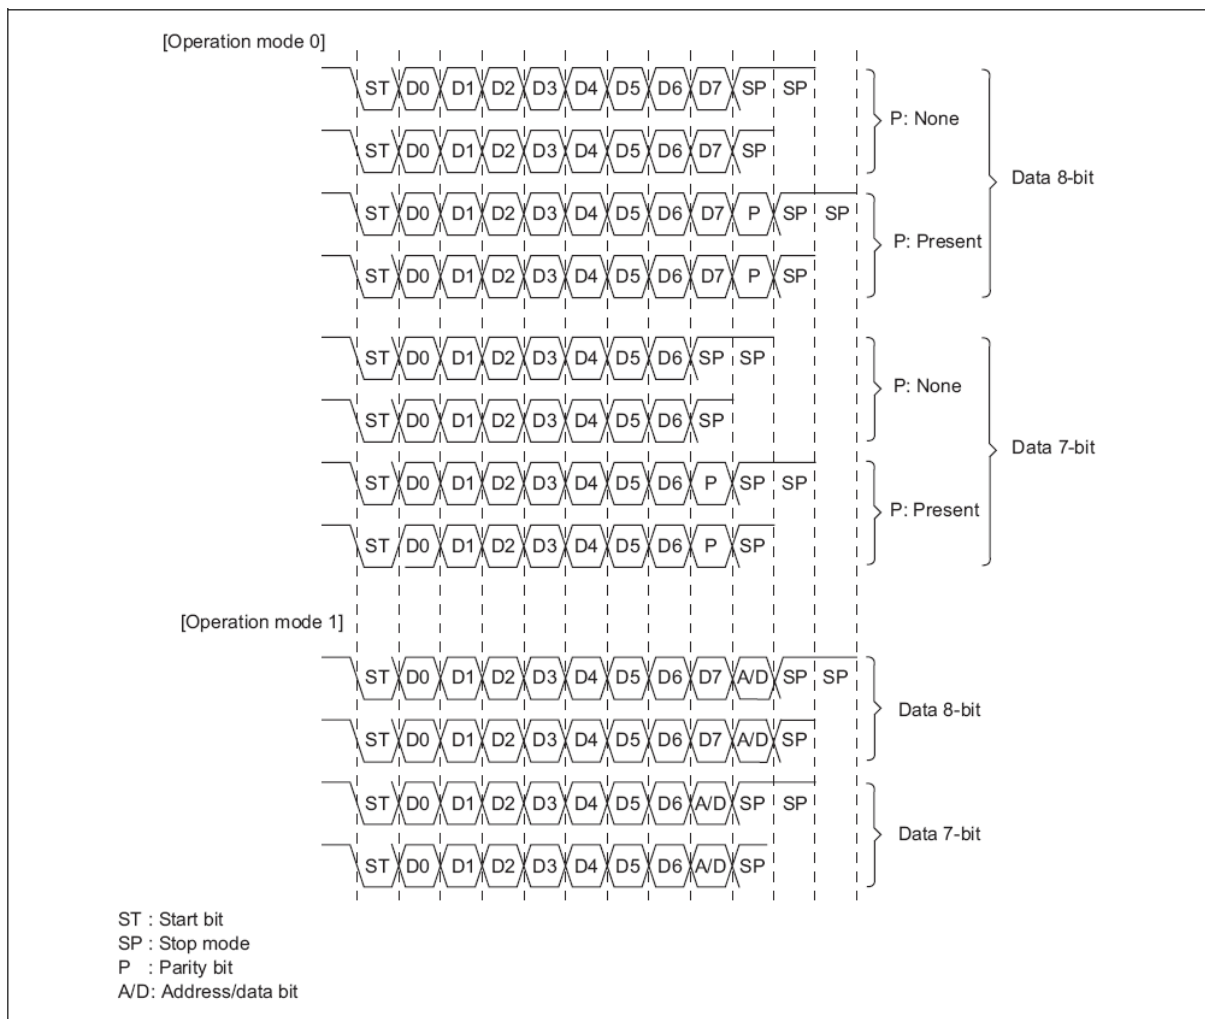 [Operation mode 0]
ST D0 D1 D2 D3 D4 D5 D6 D7 SP SP
P: None
ST D0 D1 D2 D3 D4 D5 D6 D7 SP
Data 8-bit
ST D0 D1 D2 D3 D4 D5 D6 D7 P SP SP
P: Present
ST D0 D1 D2 D3 D4 D5 D6 D7 P SP
ST D0 D1 D2 D3 D4 D5 D6 SP SP
P: None
ST D0 D1 D2 D3 D4 D5 D6 SP
Data 7-bit
ST D0 D1 D2 D3 D4 D5 D6 P SP SP
P: Present
ST D0 D1 D2 D3 D4 D5 D6 P SP
[Operation mode 1]
ST D0 D1 D2 D3 D4 D5 D6 D7 A/D SP SP
Data 8-bit
ST D0 D1 D2 D3 D4 D5 D6 D7 A/D SP
ST D0 D1 D2 D3 D4 D5 D6 A/D SP SP
Data 7-bit
ST D0 D1 D2 D3 D4 D5 D6 A/D SP
ST : Start bit
SP : Stop mode
P : Parity bit
A/D: Address/data bit